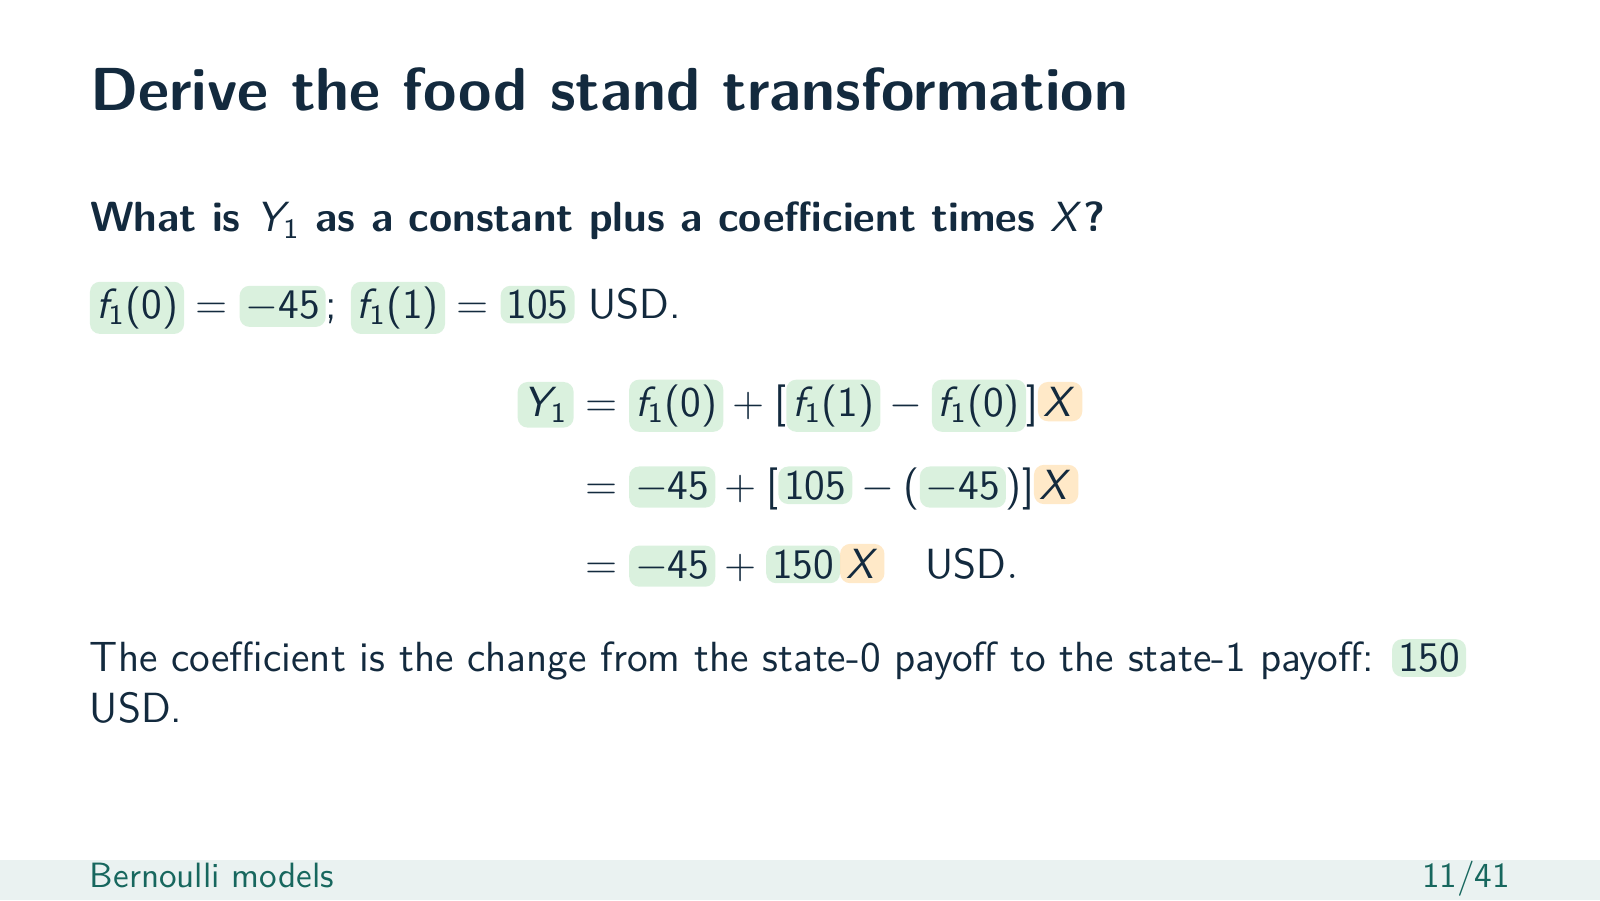 Derive the food stand transformation
What is Y₁ as a constant plus a coefficient times X?
f₁(0) = −45; f₁(1) = 105 USD.
Y₁ = f₁(0) + [f₁(1) − f₁(0)]X
= −45 + [105 − (−45)]X
= −45 + 150X USD.
The coefficient is the change from the state-0 payoff to the state-1 payoff: 150
USD.
Bernoulli models 11/41